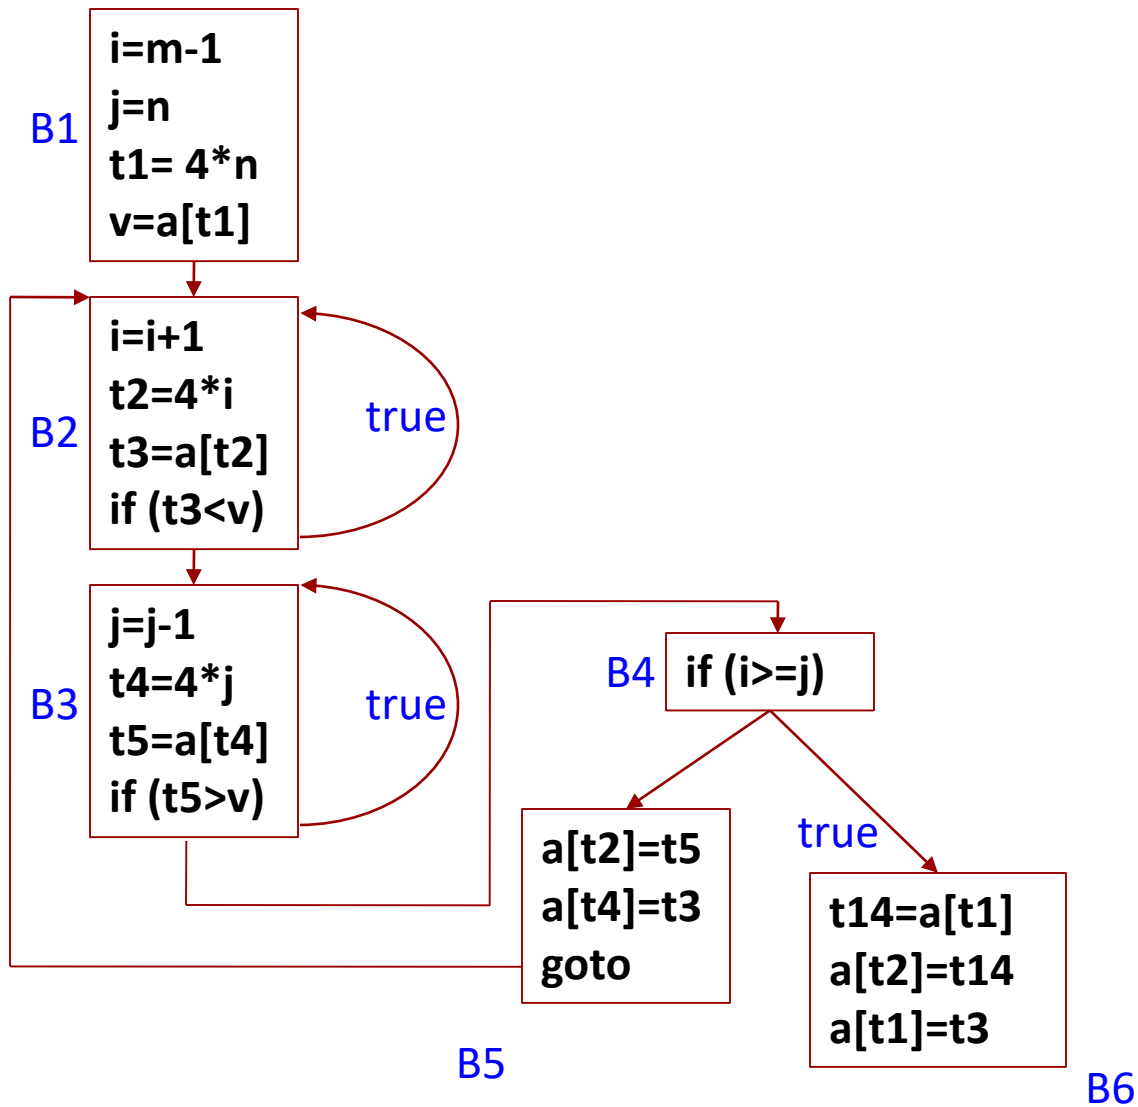 B1
i=m-1
j=n
t1= 4*n
v=a[t1]
B2
i=i+1
t2=4*i
t3=a[t2]
if (t3<v)
true
B3
j=j-1
t4=4*j
t5=a[t4]
if (t5>v)
true
B4
if (i>=j)
true
a[t2]=t5
a[t4]=t3
goto
B5
t14=a[t1]
a[t2]=t14
a[t1]=t3
B6